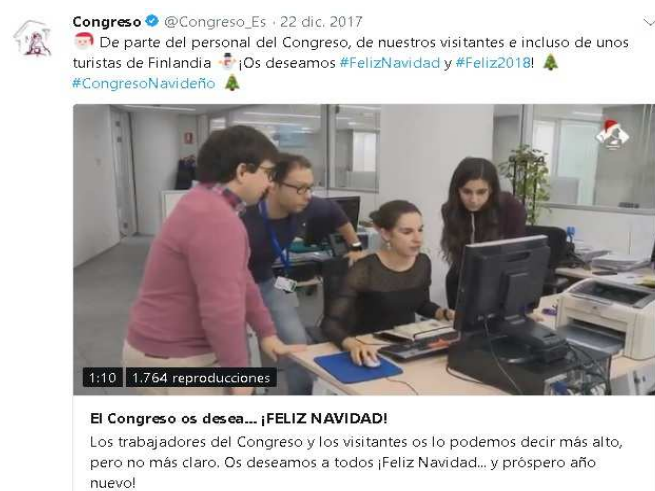 Congreso @Congreso_Es · 22 dic. 2017
De parte del personal del Congreso, de nuestros visitantes e incluso de unos
turistas de Finlandia ¡Os deseamos #FelizNavidad y #Feliz2018!
#CongresoNavideño
1:10 1.764 reproducciones
El Congreso os desea... ¡FELIZ NAVIDAD!
Los trabajadores del Congreso y los visitantes os lo podemos decir más alto,
pero no más claro. Os deseamos a todos ¡Feliz Navidad... y próspero año
nuevo!